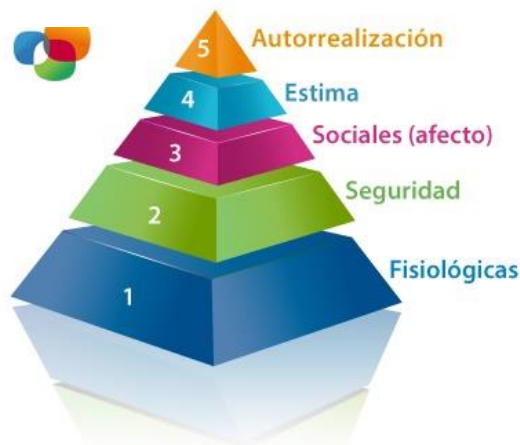 5 Autorrealización
4 Estima
3 Sociales (afecto)
2 Seguridad
1 Fisiológicas